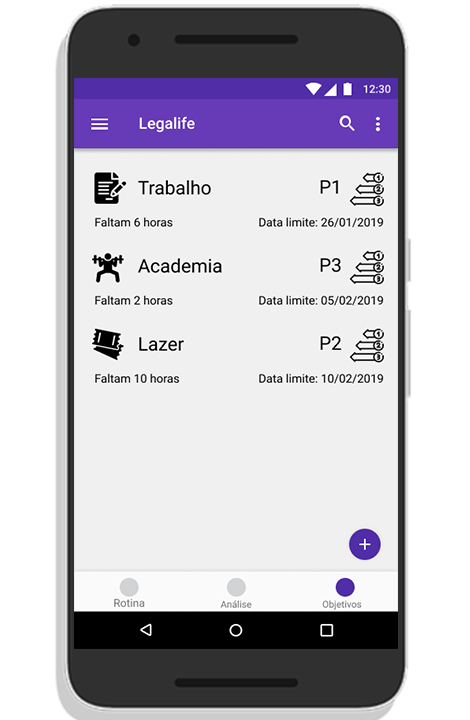 12:30
Legalife
Trabalho P1
Faltam 6 horas Data limite: 26/01/2019
Academia P3
Faltam 2 horas Data limite: 05/02/2019
Lazer P2
Faltam 10 horas Data limite: 10/02/2019
Rotina Análise Objetivos